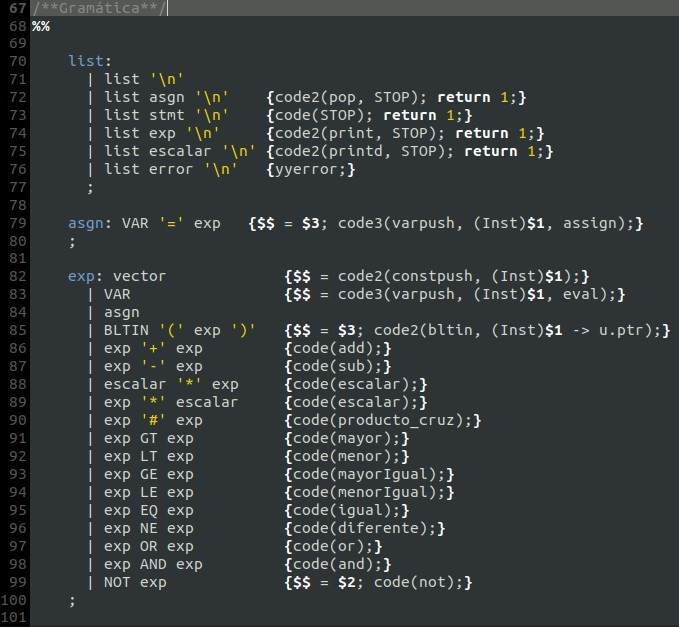 67 /**Gramática**/
68 %%
69
70     list:
71       | list '\n'
72       | list asgn '\n'    {code2(pop, STOP); return 1;}
73       | list stmt '\n'    {code(STOP); return 1;}
74       | list exp '\n'     {code2(print, STOP); return 1;}
75       | list escalar '\n' {code2(printd, STOP); return 1;}
76       | list error '\n'   {yyerror;}
77       ;
78
79     asgn: VAR '=' exp   {$$ = $3; code3(varpush, (Inst)$1, assign);}
80     ;
81
82     exp: vector             {$$ = code2(constpush, (Inst)$1);}
83       | VAR                 {$$ = code3(varpush, (Inst)$1, eval);}
84       | asgn
85       | BLTIN '(' exp ')'   {$$ = $3; code2(bltin, (Inst)$1 -> u.ptr);}
86       | exp '+' exp         {code(add);}
87       | exp '-' exp         {code(sub);}
88       | escalar '*' exp     {code(escalar);}
89       | exp '*' escalar     {code(escalar);}
90       | exp '#' exp         {code(producto_cruz);}
91       | exp GT exp          {code(mayor);}
92       | exp LT exp          {code(menor);}
93       | exp GE exp          {code(mayorIgual);}
94       | exp LE exp          {code(menorIgual);}
95       | exp EQ exp          {code(igual);}
96       | exp NE exp          {code(diferente);}
97       | exp OR exp          {code(or);}
98       | exp AND exp         {code(and);}
99       | NOT exp             {$$ = $2; code(not);}
100     ;
101